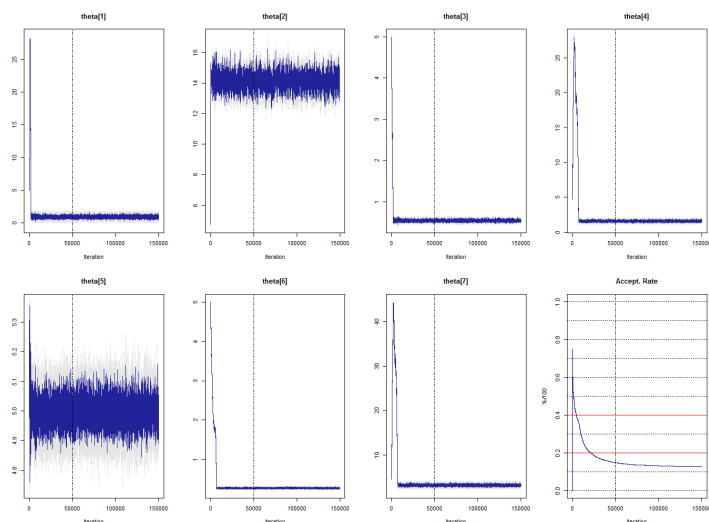 theta[1]
theta[2]
theta[3]
theta[4]
25
20
15
10
5
0
16
14
12
10
8
6
5
4
3
2
1
25
20
15
10
5
0
0 50000 100000 150000
0 50000 100000 150000
0 50000 100000 150000
0 50000 100000 150000
Iteration
Iteration
Iteration
Iteration
theta[5]
theta[6]
theta[7]
Accept. Rate
5.3
5.2
5.1
5.0
4.9
4.8
5
4
3
2
1
40
30
20
10
%/100
1.0
0.8
0.6
0.4
0.2
0.0
0 50000 100000 150000
0 50000 100000 150000
0 50000 100000 150000
0 50000 100000 150000
Iteration
Iteration
Iteration
Iteration